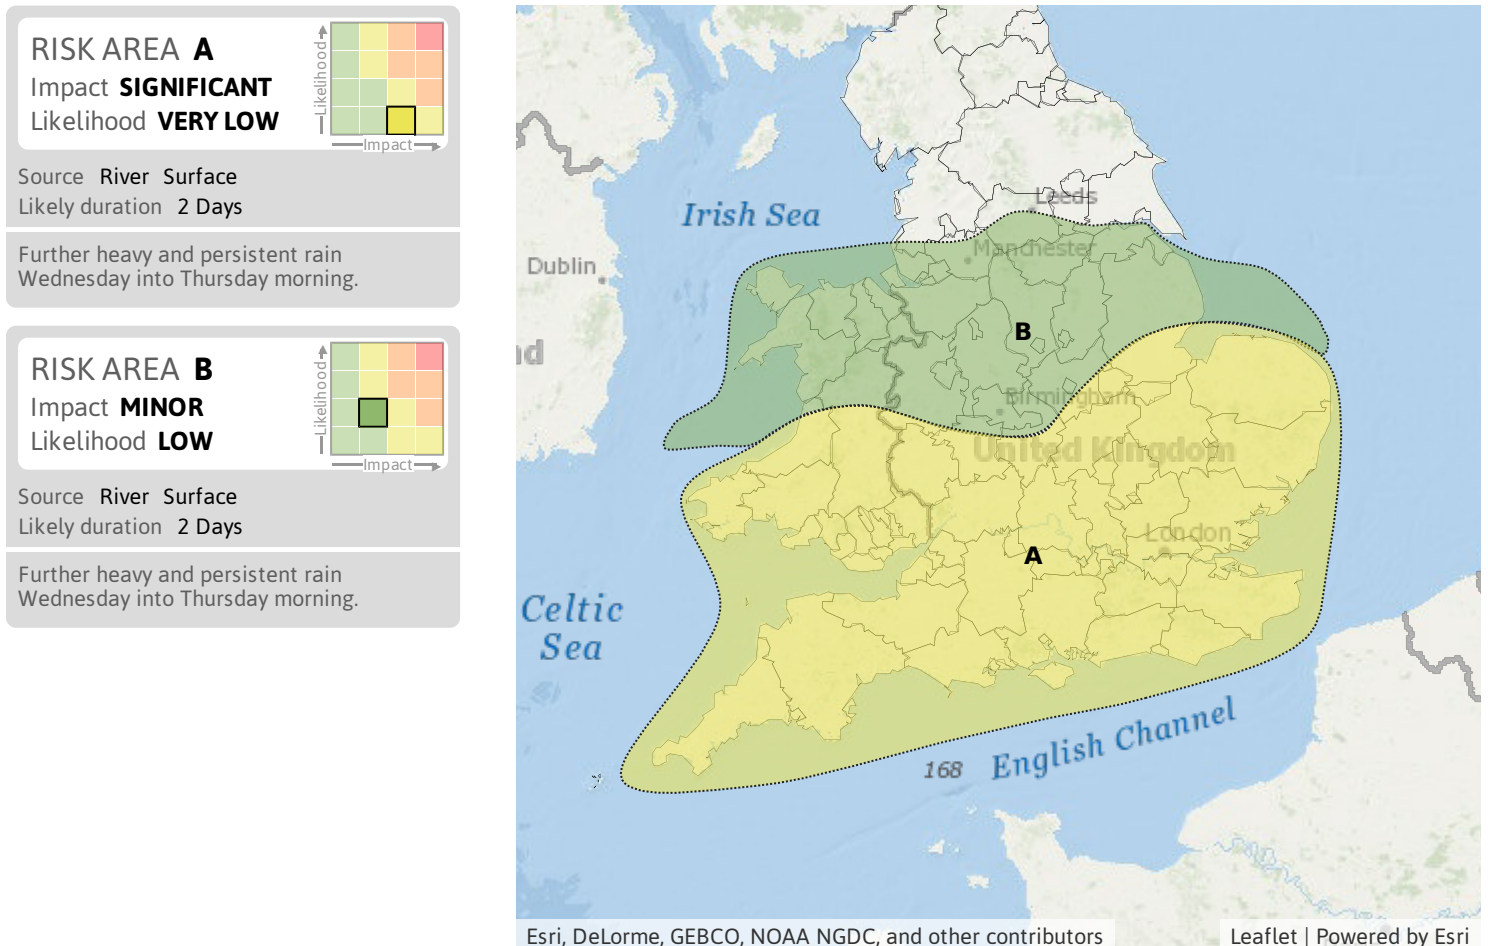 RISK AREA A
Impact SIGNIFICANT
Likelihood VERY LOW
Likelihood
Impact
Source River Surface
Likely duration 2 Days
Further heavy and persistent rain
Wednesday into Thursday morning.
RISK AREA B
Impact MINOR
Likelihood LOW
Likelihood
Impact
Source River Surface
Likely duration 2 Days
Further heavy and persistent rain
Wednesday into Thursday morning.
Leeds
Irish Sea
Manchester
Dublin
B
nd
Birmingham
United Kingdom
London
A
Celtic
Sea
English Channel
168
Esri, DeLorme, GEBCO, NOAA NGDC, and other contributors
Leaflet | Powered by Esri